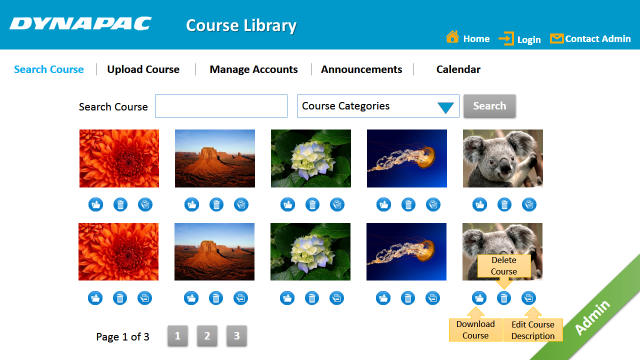 DYNAPAC
Course Library
Home
Login
Contact Admin
Search Course
Upload Course
Manage Accounts
Announcements
Calendar
Search Course
Course Categories
Search
Delete
Course
Download
Course
Edit Course
Description
Page 1 of 3
1
2
3
Admin